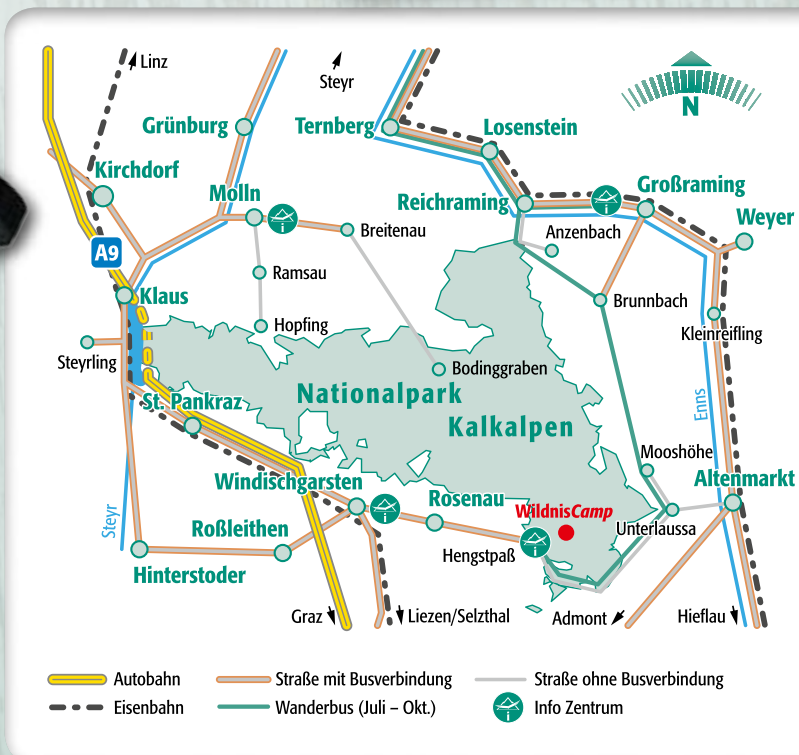 Linz
Steyr
N
Grünburg
Ternberg
Losenstein
Kirchdorf
Großraming
Molln
Reichraming
Weyer
Breitenau
Anzenbach
A9
Ramsau
Klaus
Brunnbach
Hopfing
Kleinreifling
Steyrling
Bodinggraben
Nationalpark
Kalkalpen
St. Pankraz
Enns
Mooshöhe
Windischgarsten
Altenmarkt
Rosenau
WildnisCamp
Steyr
Roßleithen
Unterlaussa
Hengstpaß
Hinterstoder
Graz
Liezen/Selzthal
Admont
Hieflau
Autobahn
Straße mit Busverbindung
Straße ohne Busverbindung
Eisenbahn
Wanderbus (Juli – Okt.)
Info Zentrum